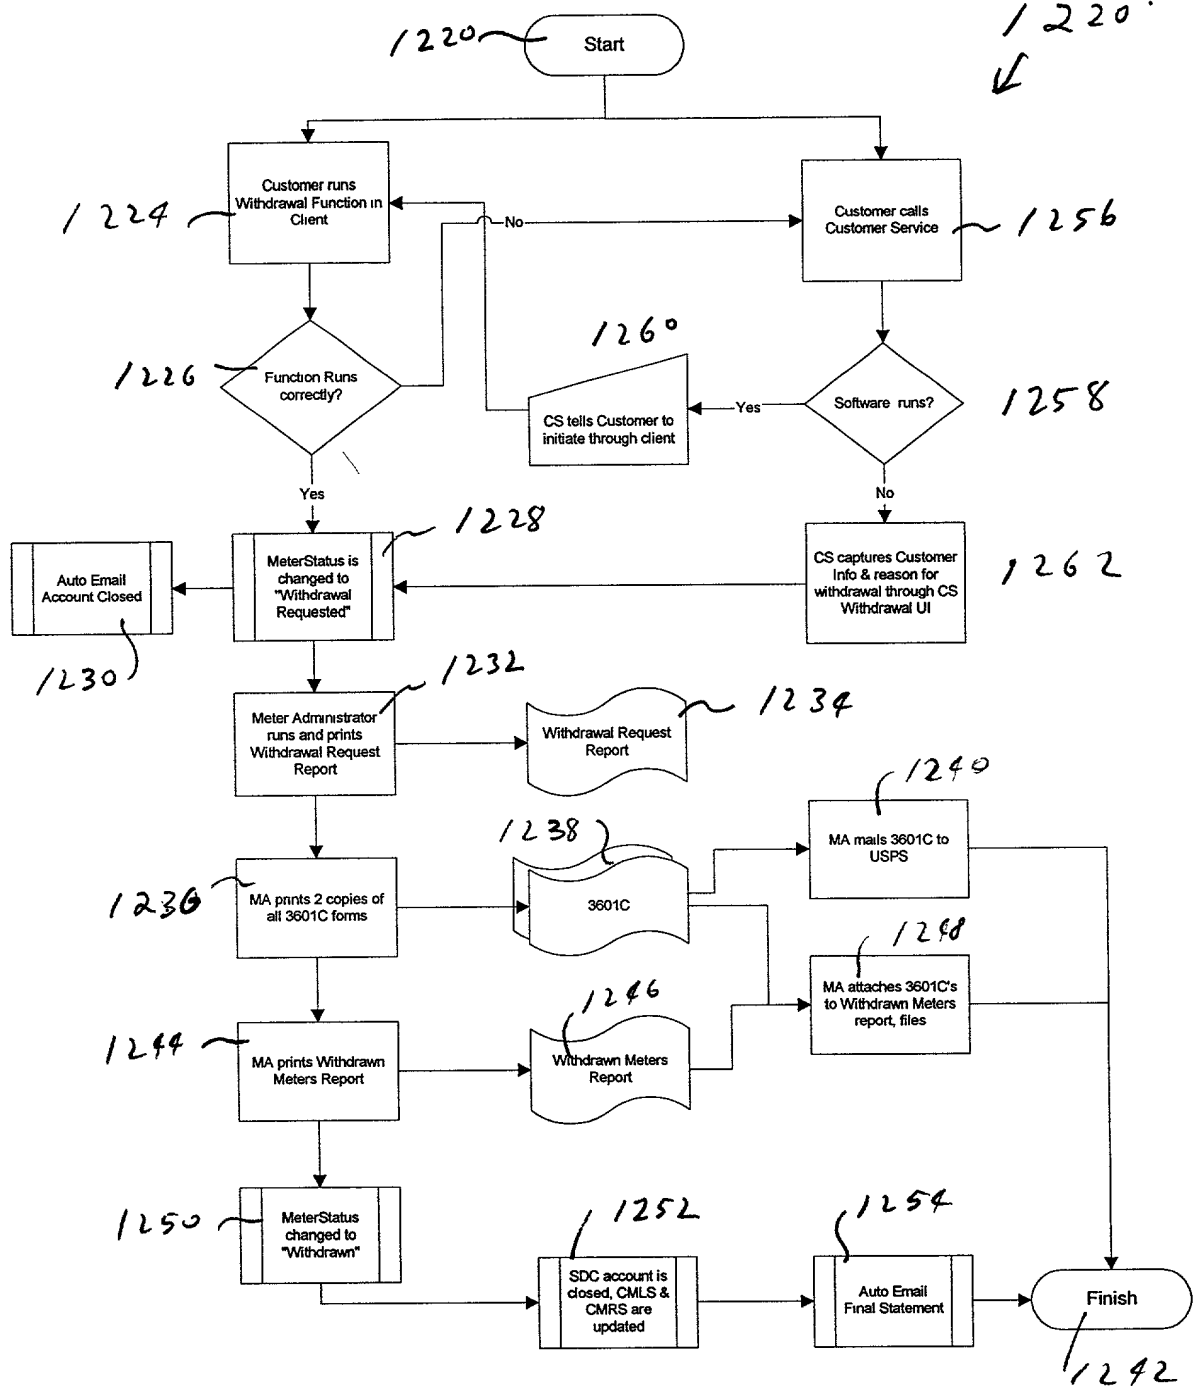 1220
Start
1220
Customer runs
Withdrawal Function in
Client
1224
No
Customer calls
Customer Service
1256
1260
1226
Function Runs
correctly?
CS tells Customer to
initiate through client
Yes
Software runs?
1258
Yes
No
1228
Auto Email
Account Closed
MeterStatus is
changed to
"Withdrawal
Requested"
CS captures Customer
Info & reason for
withdrawal through CS
Withdrawal UI
1262
1230
1232
Meter Administrator
runs and prints
Withdrawal Request
Report
Withdrawal Request
Report
1234
1240
1238
MA mails 3601C to
USPS
1236
MA prints 2 copies of
all 3601C forms
3601C
1248
MA attaches 3601C's
to Withdrawn Meters
report, files
1246
1244
MA prints Withdrawn
Meters Report
Withdrawn Meters
Report
1250
MeterStatus
changed to
"Withdrawn"
1252
1254
SDC account is
closed, CMLS &
CMRS are
updated
Auto Email
Final Statement
Finish
1242